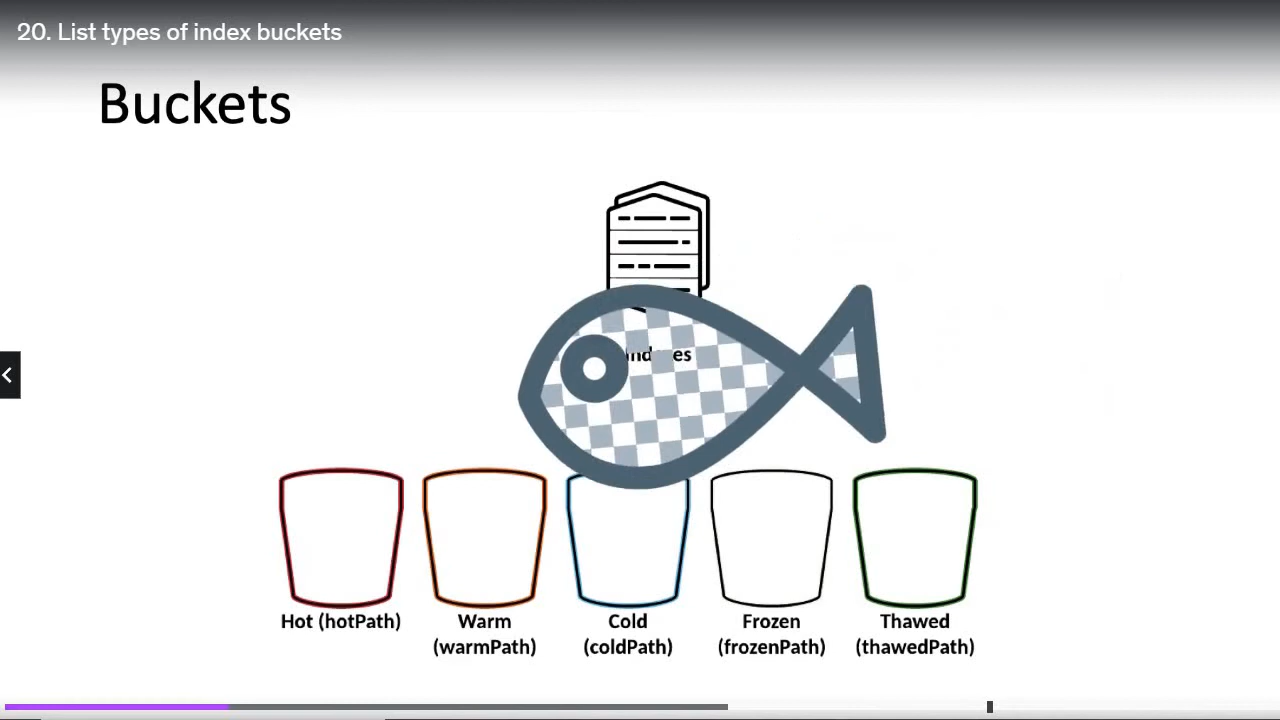 20. List types of index buckets
Buckets
Hot (hotPath)
Warm
(warmPath)
Cold
(coldPath)
Frozen
(frozenPath)
Thawed
(thawedPath)